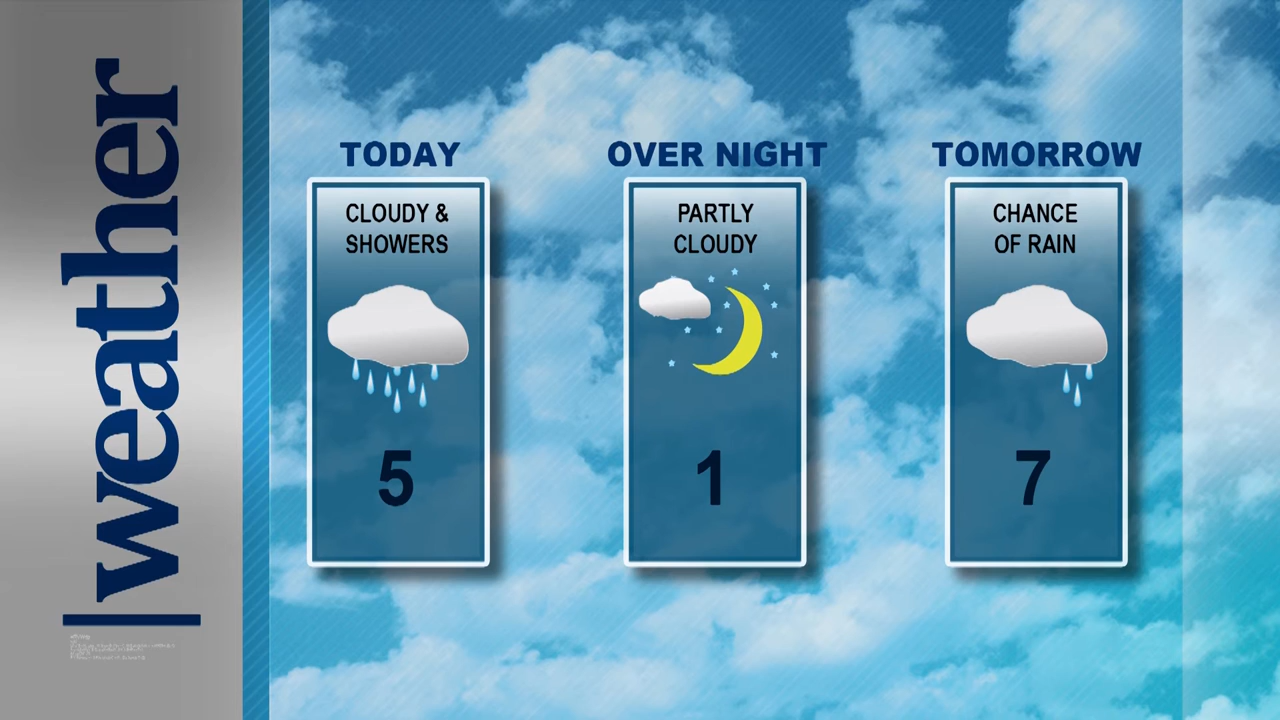 weather
TODAY
CLOUDY &
SHOWERS
5
OVER NIGHT
PARTLY
CLOUDY
1
TOMORROW
CHANCE
OF RAIN
7